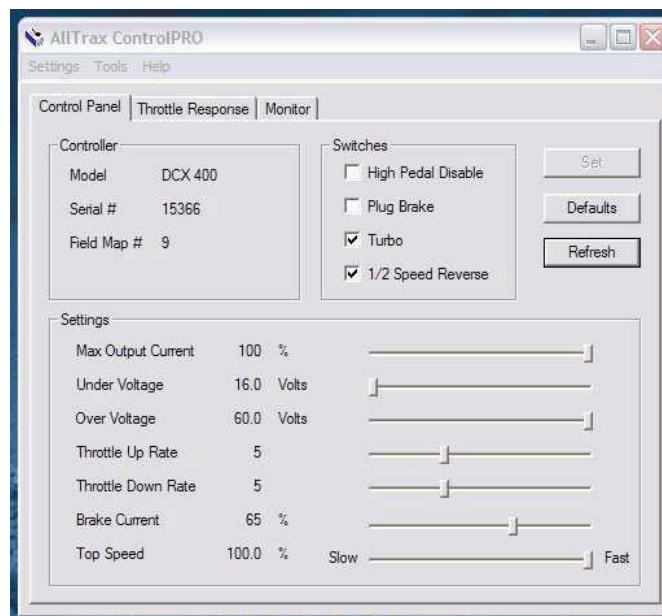 AllTrax ControlPRO
Settings Tools Help
Control Panel Throttle Response Monitor
Controller
Model DCX 400
Serial # 15366
Field Map # 9
Switches
High Pedal Disable
Plug Brake
Turbo
1/2 Speed Reverse
Set
Defaults
Refresh
Settings
Max Output Current 100 %
Under Voltage 16.0 Volts
Over Voltage 60.0 Volts
Throttle Up Rate 5
Throttle Down Rate 5
Brake Current 65 %
Top Speed 100.0 % Slow Fast